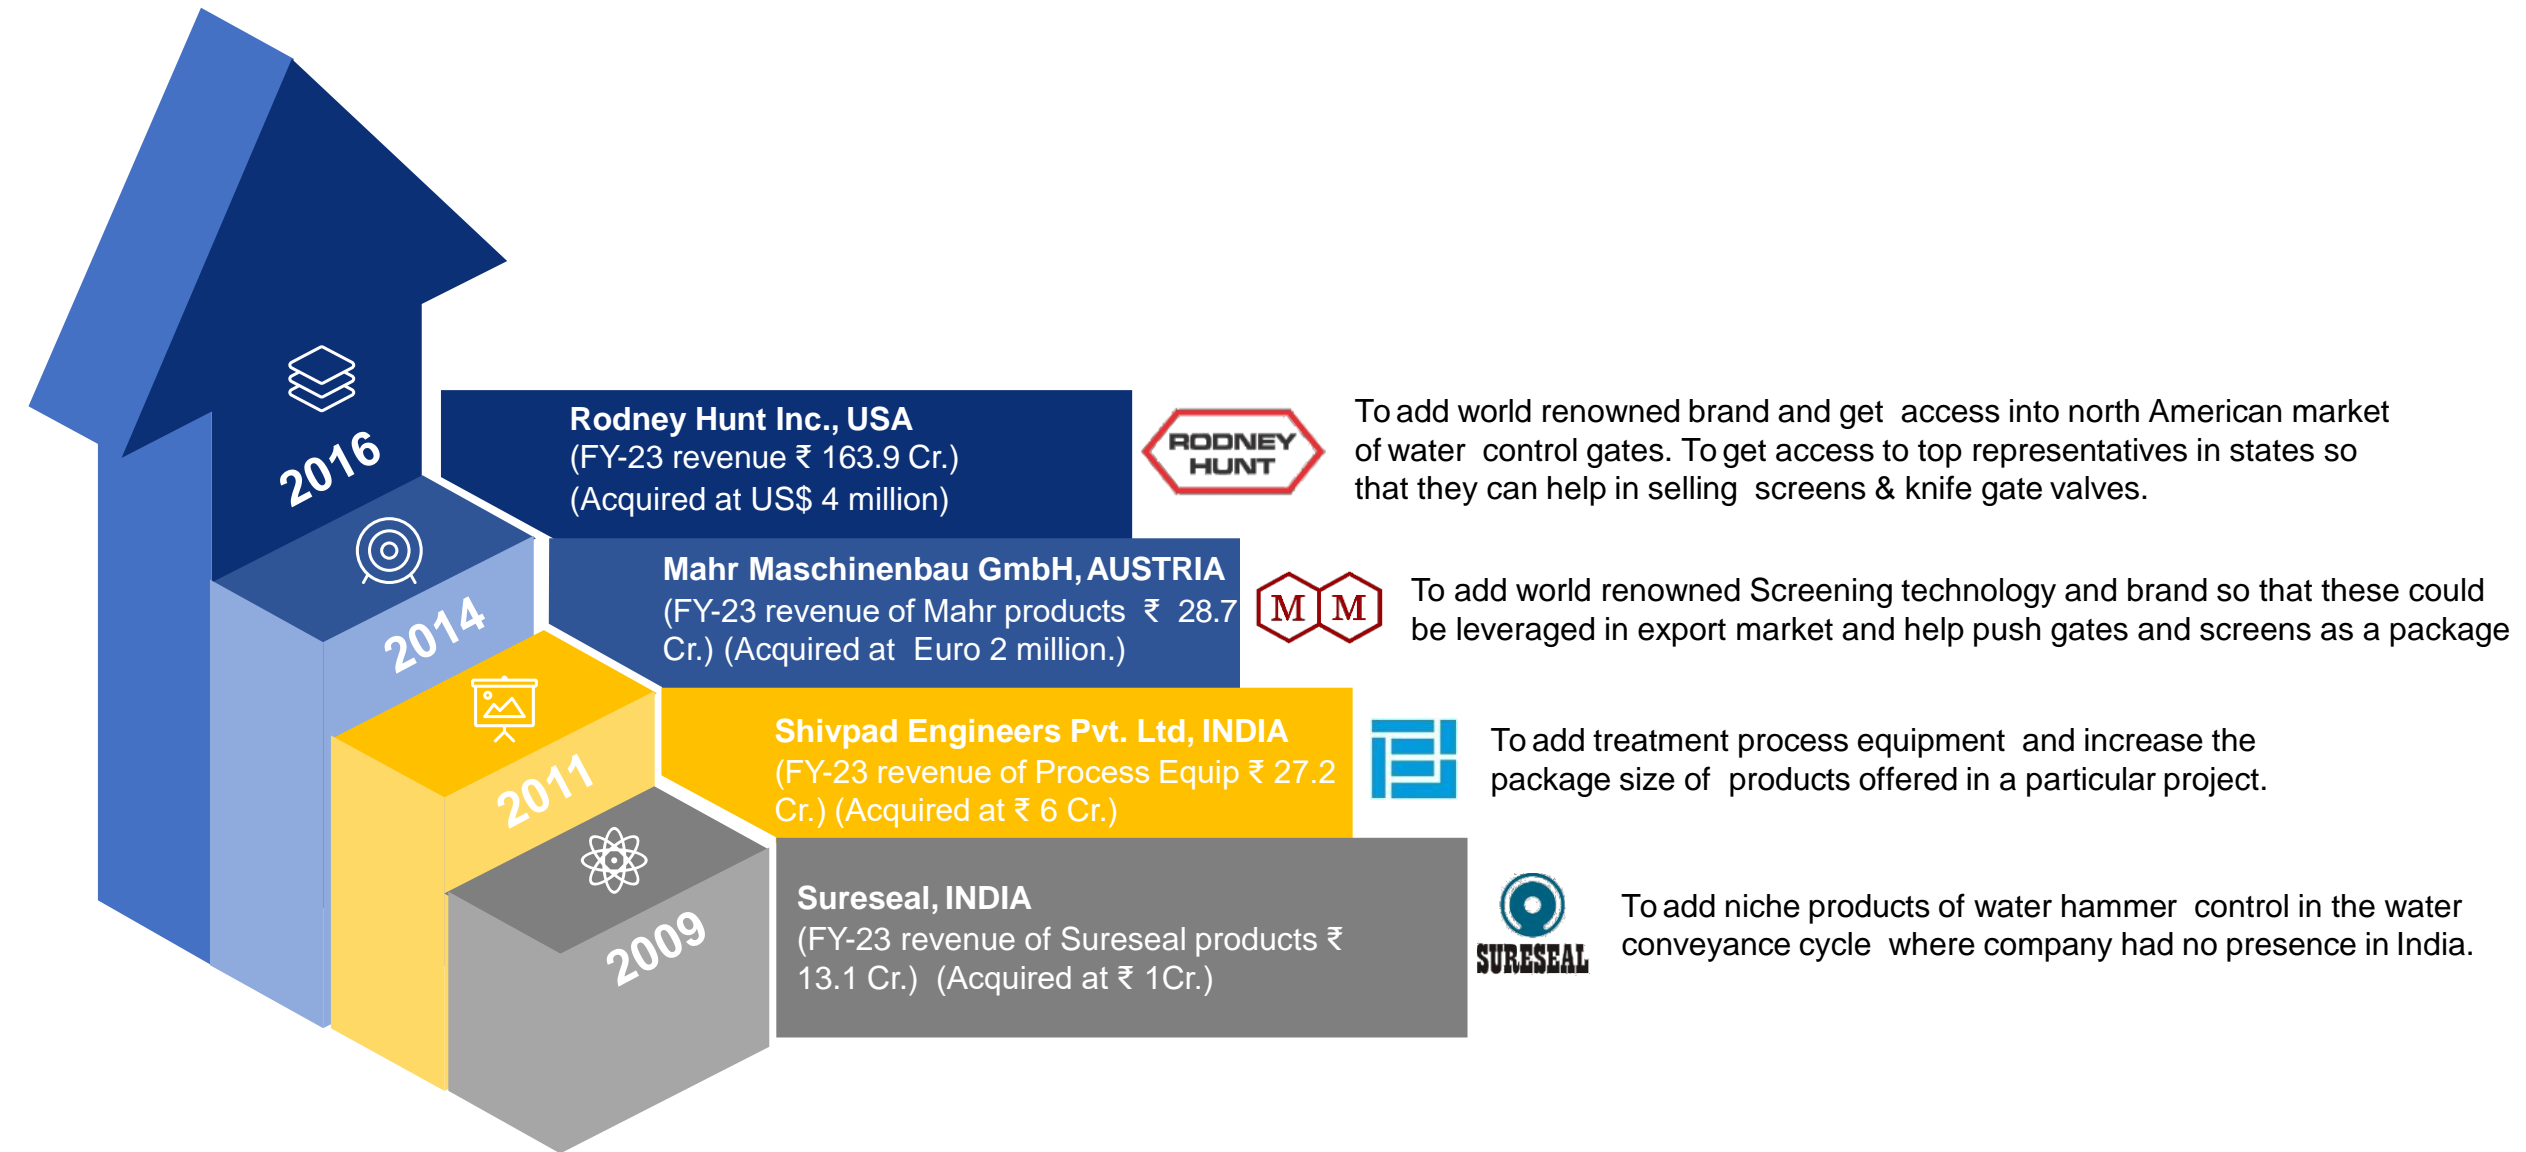 2016
Rodney Hunt Inc., USA
(FY-23 revenue ₹ 163.9 Cr.)
(Acquired at US$ 4 million)
RODNEY
HUNT
To add world renowned brand and get access into north American market
of water control gates. To get access to top representatives in states so
that they can help in selling screens & knife gate valves.
2014
Mahr Maschinenbau GmbH, AUSTRIA
(FY-23 revenue of Mahr products ₹ 28.7
Cr.) (Acquired at Euro 2 million.)
M M
To add world renowned Screening technology and brand so that these could
be leveraged in export market and help push gates and screens as a package
2011
Shivpad Engineers Pvt. Ltd, INDIA
(FY-23 revenue of Process Equip ₹ 27.2
Cr.) (Acquired at ₹ 6 Cr.)
To add treatment process equipment and increase the
package size of products offered in a particular project.
2009
Sureseal, INDIA
(FY-23 revenue of Sureseal products ₹
13.1 Cr.) (Acquired at ₹ 1Cr.)
SURESEAL
To add niche products of water hammer control in the water
conveyance cycle where company had no presence in India.